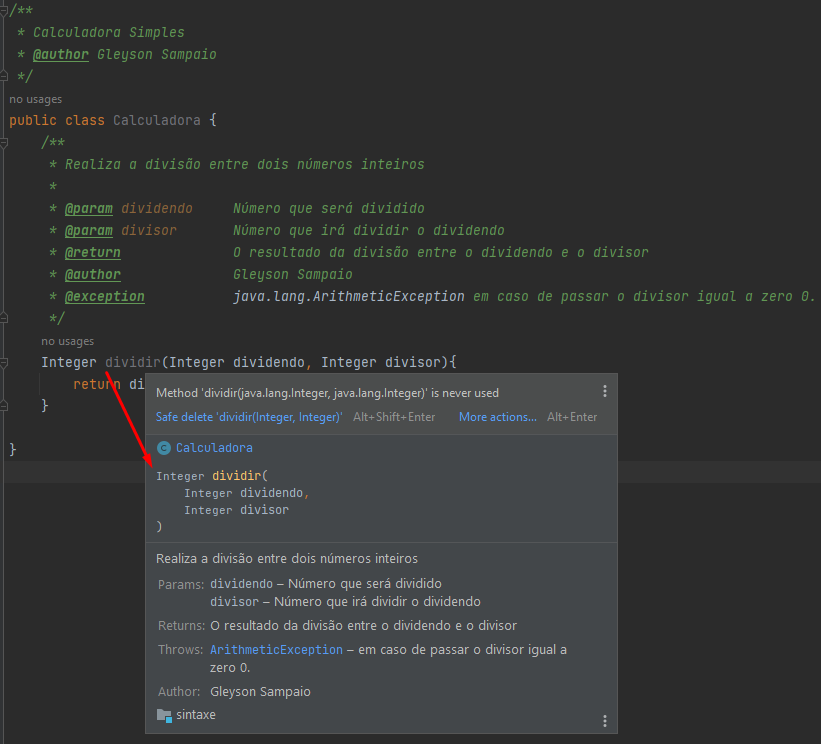 /**
 * Calculadora Simples
 * @author Gleyson Sampaio
 */
no usages
public class Calculadora {
    /**
     * Realiza a divisão entre dois números inteiros
     *
     * @param dividendo     Número que será dividido
     * @param divisor       Número que irá dividir o dividendo
     * @return              O resultado da divisão entre o dividendo e o divisor
     * @author              Gleyson Sampaio
     * @exception           java.lang.ArithmeticException em caso de passar o divisor igual a zero 0.
     */
    no usages
    Integer dividir(Integer dividendo, Integer divisor){
        return di
    }
}
Method 'dividir(java.lang.Integer, java.lang.Integer)' is never used
Safe delete 'dividir(Integer, Integer)' Alt+Shift+Enter More actions... Alt+Enter
C Calculadora
Integer dividir(
    Integer dividendo,
    Integer divisor
)
Realiza a divisão entre dois números inteiros
Params: dividendo – Número que será dividido
divisor – Número que irá dividir o dividendo
Returns: O resultado da divisão entre o dividendo e o divisor
Throws: ArithmeticException – em caso de passar o divisor igual a
zero 0.
Author: Gleyson Sampaio
sintaxe